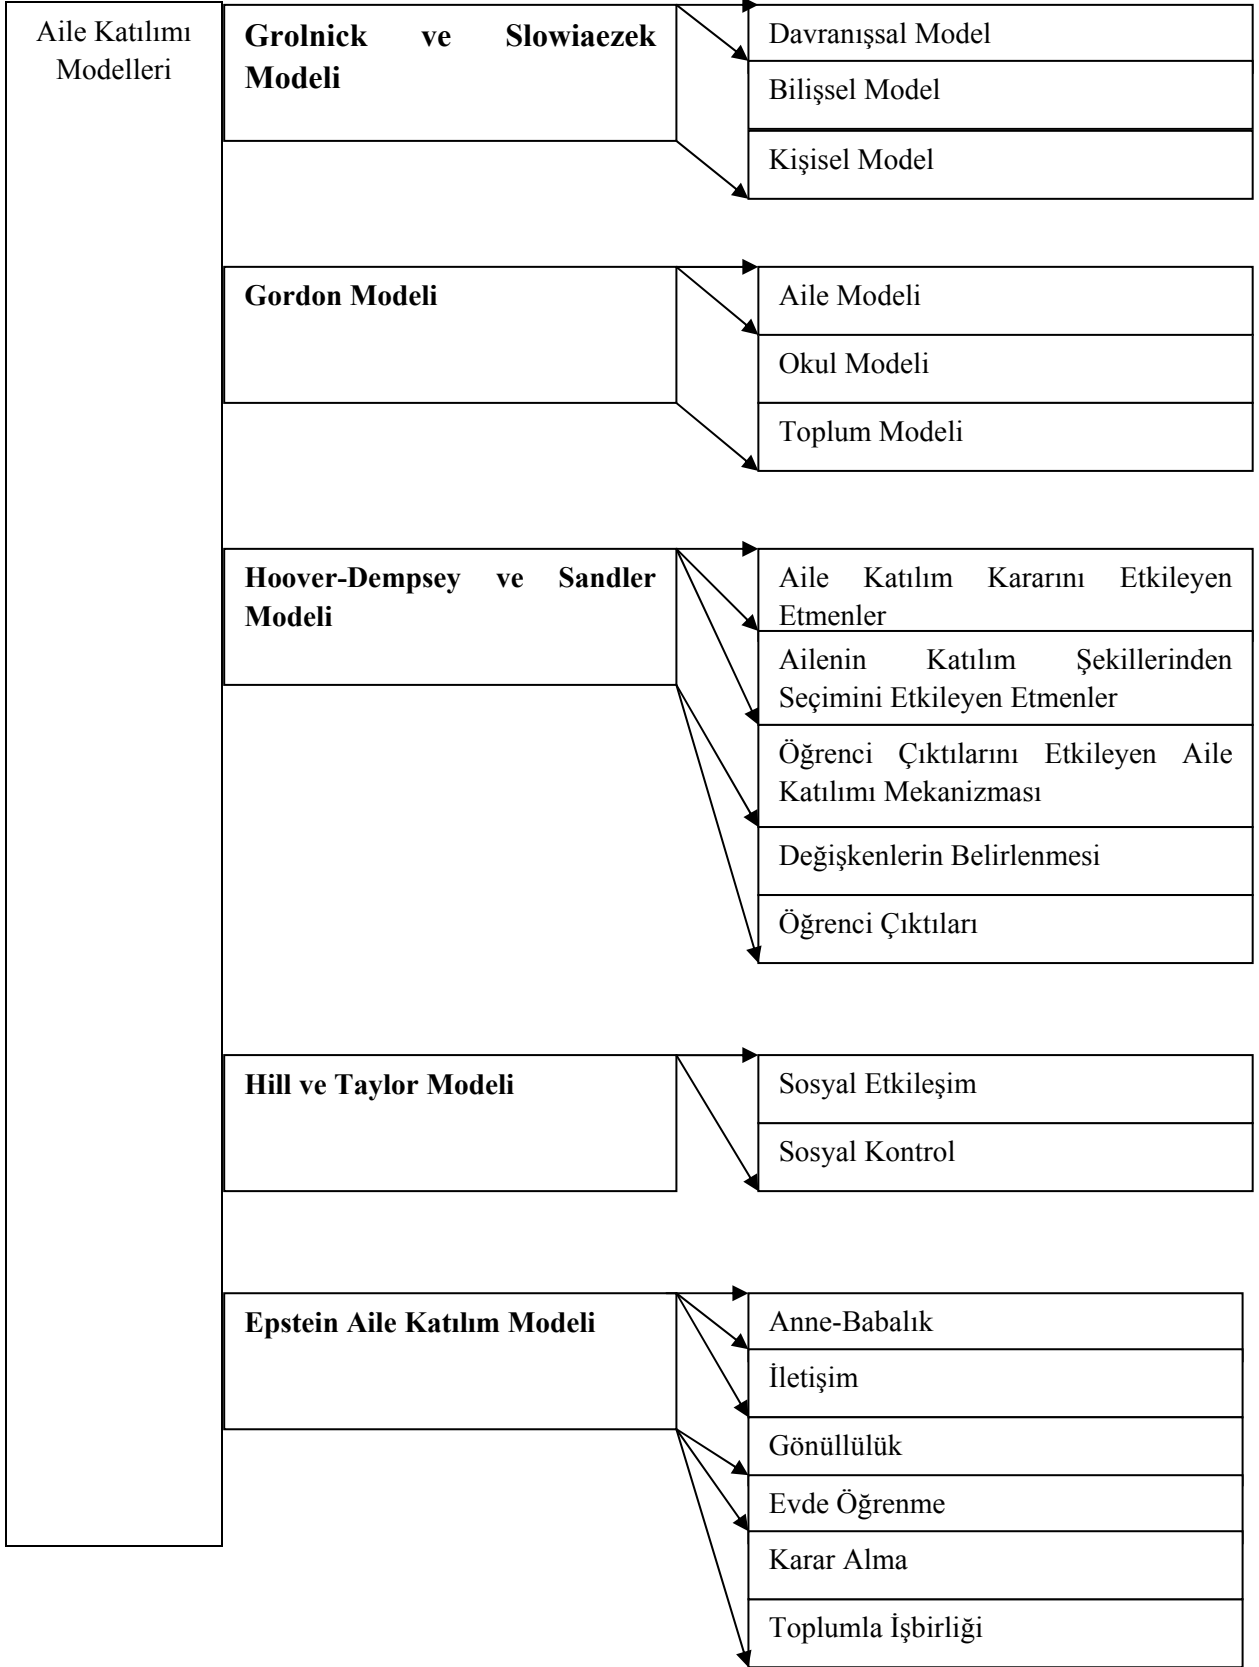 Aile Katılımı
Modelleri
Grolnick ve Slowiaezek
Modeli
Davranışsal Model
Bilişsel Model
Kişisel Model
Gordon Modeli
Aile Modeli
Okul Modeli
Toplum Modeli
Hoover-Dempsey ve Sandler
Modeli
Aile Katılım Kararını Etkileyen
Etmenler
Ailenin Katılım Şekillerinden
Seçimini Etkileyen Etmenler
Öğrenci Çıktılarını Etkileyen Aile
Katılımı Mekanizması
Değişkenlerin Belirlenmesi
Öğrenci Çıktıları
Hill ve Taylor Modeli
Sosyal Etkileşim
Sosyal Kontrol
Epstein Aile Katılım Modeli
Anne-Babalık
İletişim
Gönüllülük
Evde Öğrenme
Karar Alma
Toplumla İşbirliği